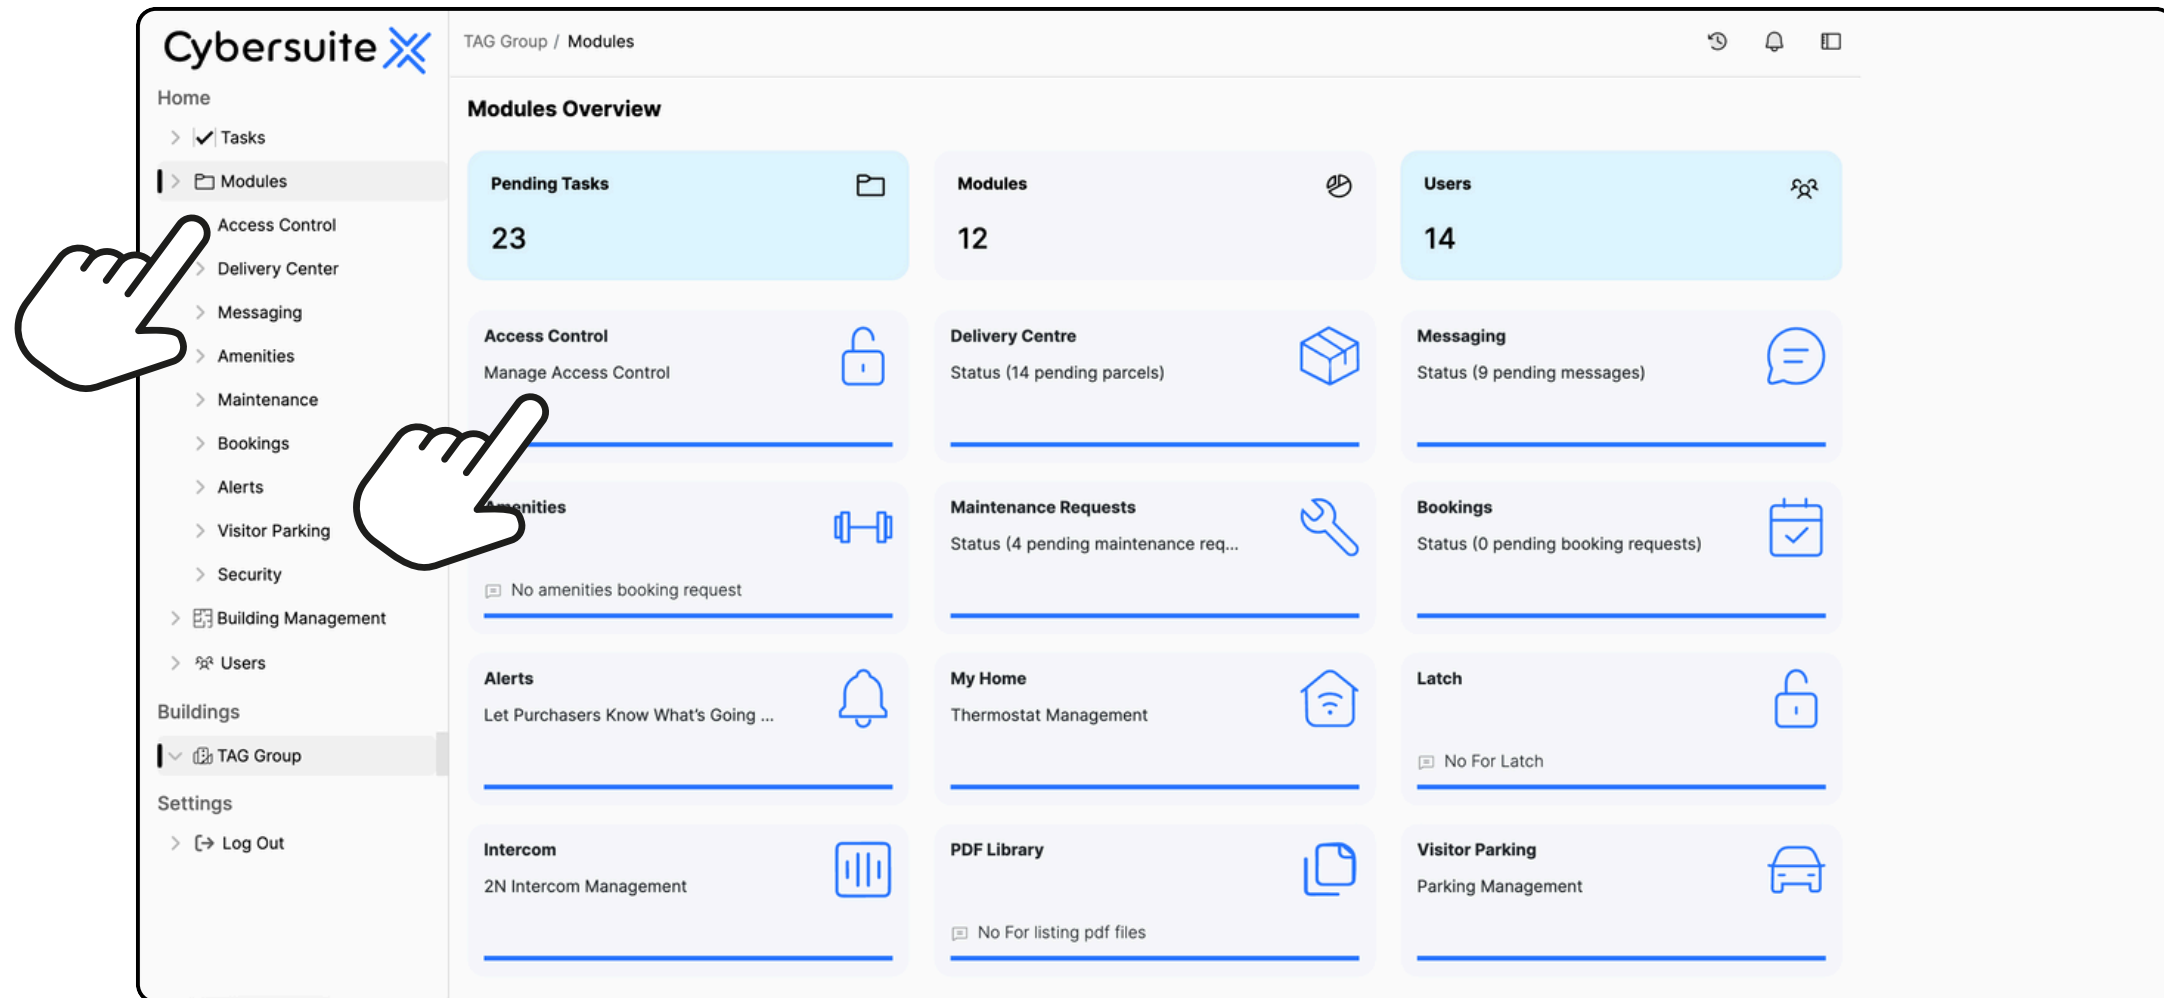 Cybersuite
TAG Group / Modules
Home
Tasks
Modules
Access Control
Delivery Center
Messaging
Amenities
Maintenance
Bookings
Alerts
Visitor Parking
Security
Building Management
Users
Buildings
TAG Group
Settings
Log Out
Modules Overview
Pending Tasks
23
Modules
12
Users
14
Access Control
Manage Access Control
Delivery Centre
Status (14 pending parcels)
Messaging
Status (9 pending messages)
Amenities
No amenities booking request
Maintenance Requests
Status (4 pending maintenance req...
Bookings
Status (0 pending booking requests)
Alerts
Let Purchasers Know What's Going ...
My Home
Thermostat Management
Latch
No For Latch
Intercom
2N Intercom Management
PDF Library
No For listing pdf files
Visitor Parking
Parking Management